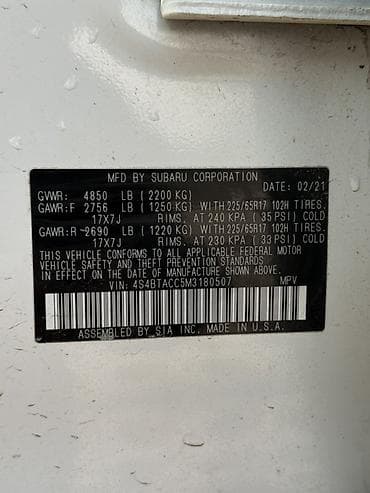 MFD BY SUBARU CORPORATION
DATE: 02/21
GVWR: 4850 LB (2200 KG)
GAWR:F 2756 LB (1250 KG) WITH 225/65R17 102H TIRES.
17X7J RIMS. AT 240 KPA (35 PSI) COLD
GAWR:R 2690 LB (1220 KG) WITH 225/65R17 102H TIRES.
17X7J RIMS. AT 230 KPA (33 PSI) COLD
THIS VEHICLE CONFORMS TO ALL APPLICABLE FEDERAL MOTOR
VEHICLE SAFETY, BUMPER, AND THEFT PREVENTION STANDARDS
IN EFFECT ON THE DATE OF MANUFACTURE SHOWN ABOVE.
VIN: 4S4BTACC5M3180507 MPV
ASSEMBLED BY SIA INC. MADE IN U.S.A.